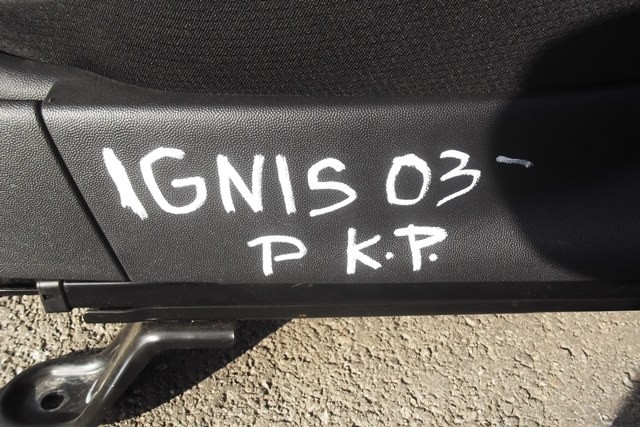 IGNIS 03-
P K.P.